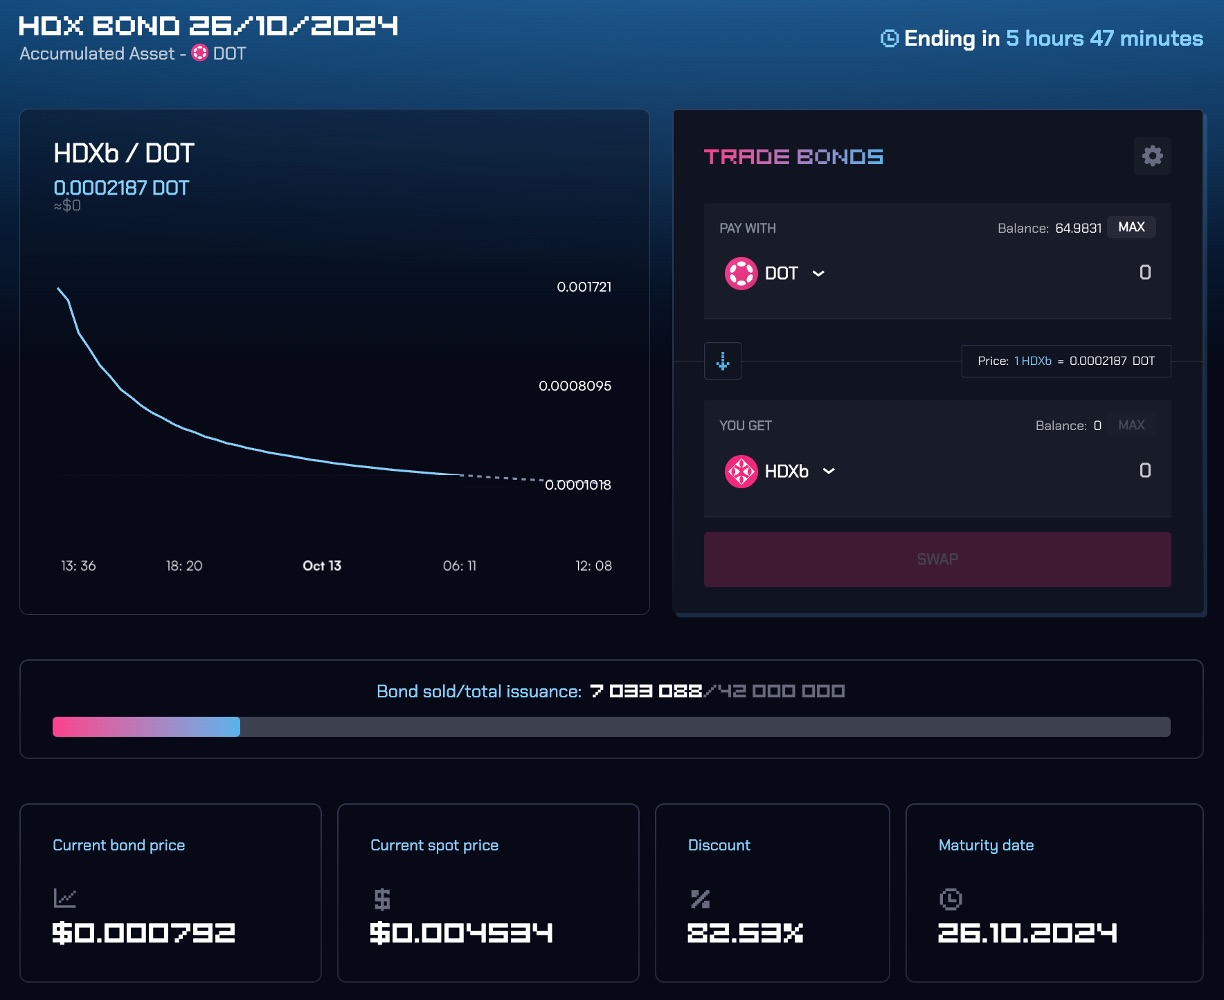 HDX BOND 26/10/2024
Accumulated Asset - DOT
Ending in 5 hours 47 minutes
HDXb / DOT
0.0002187 DOT
≈$0
0.001721
0.0008095
0.0001018
13: 36
18: 20
Oct 13
06: 11
12: 08
TRADE BONDS
PAY WITH
Balance: 64.9831 MAX
DOT 0
Price: 1 HDXb = 0.0002187 DOT
YOU GET
Balance: 0 MAX
HDXb 0
SWAP
Bond sold/total issuance: 7 033 088/42 000 000
Current bond price
$0.000792
Current spot price
$0.004534
Discount
82.53%
Maturity date
26.10.2024